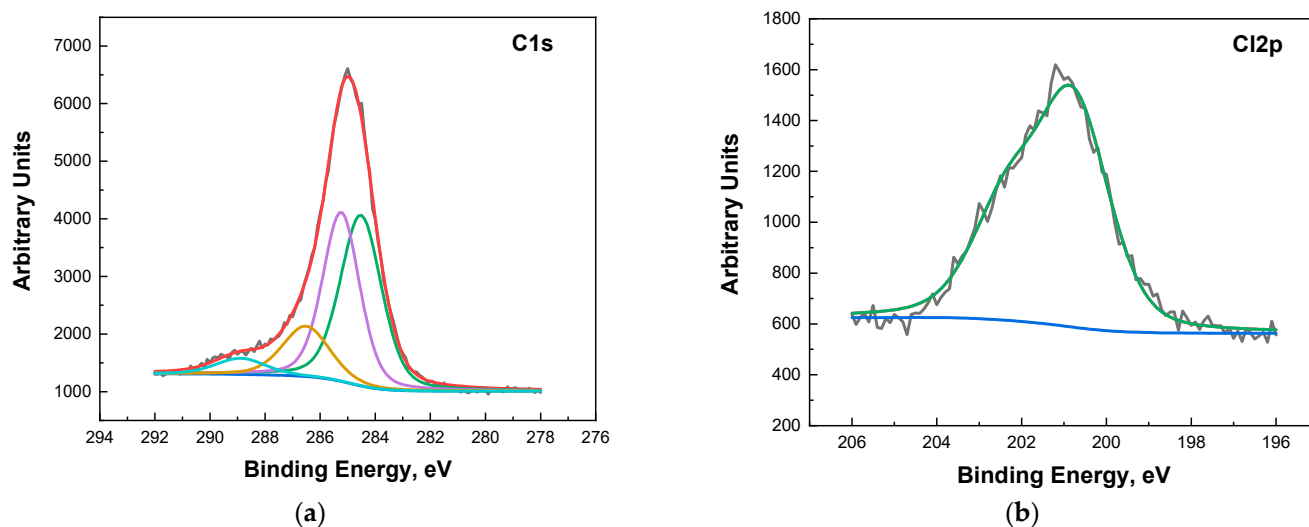 C1s
7000
6000
5000
4000
3000
2000
1000
Arbitrary Units
294 292 290 288 286 284 282 280 278 276
Binding Energy, eV
(a)
Cl2p
1800
1600
1400
1200
1000
800
600
400
200
Arbitrary Units
206 204 202 200 198 196
Binding Energy, eV
(b)